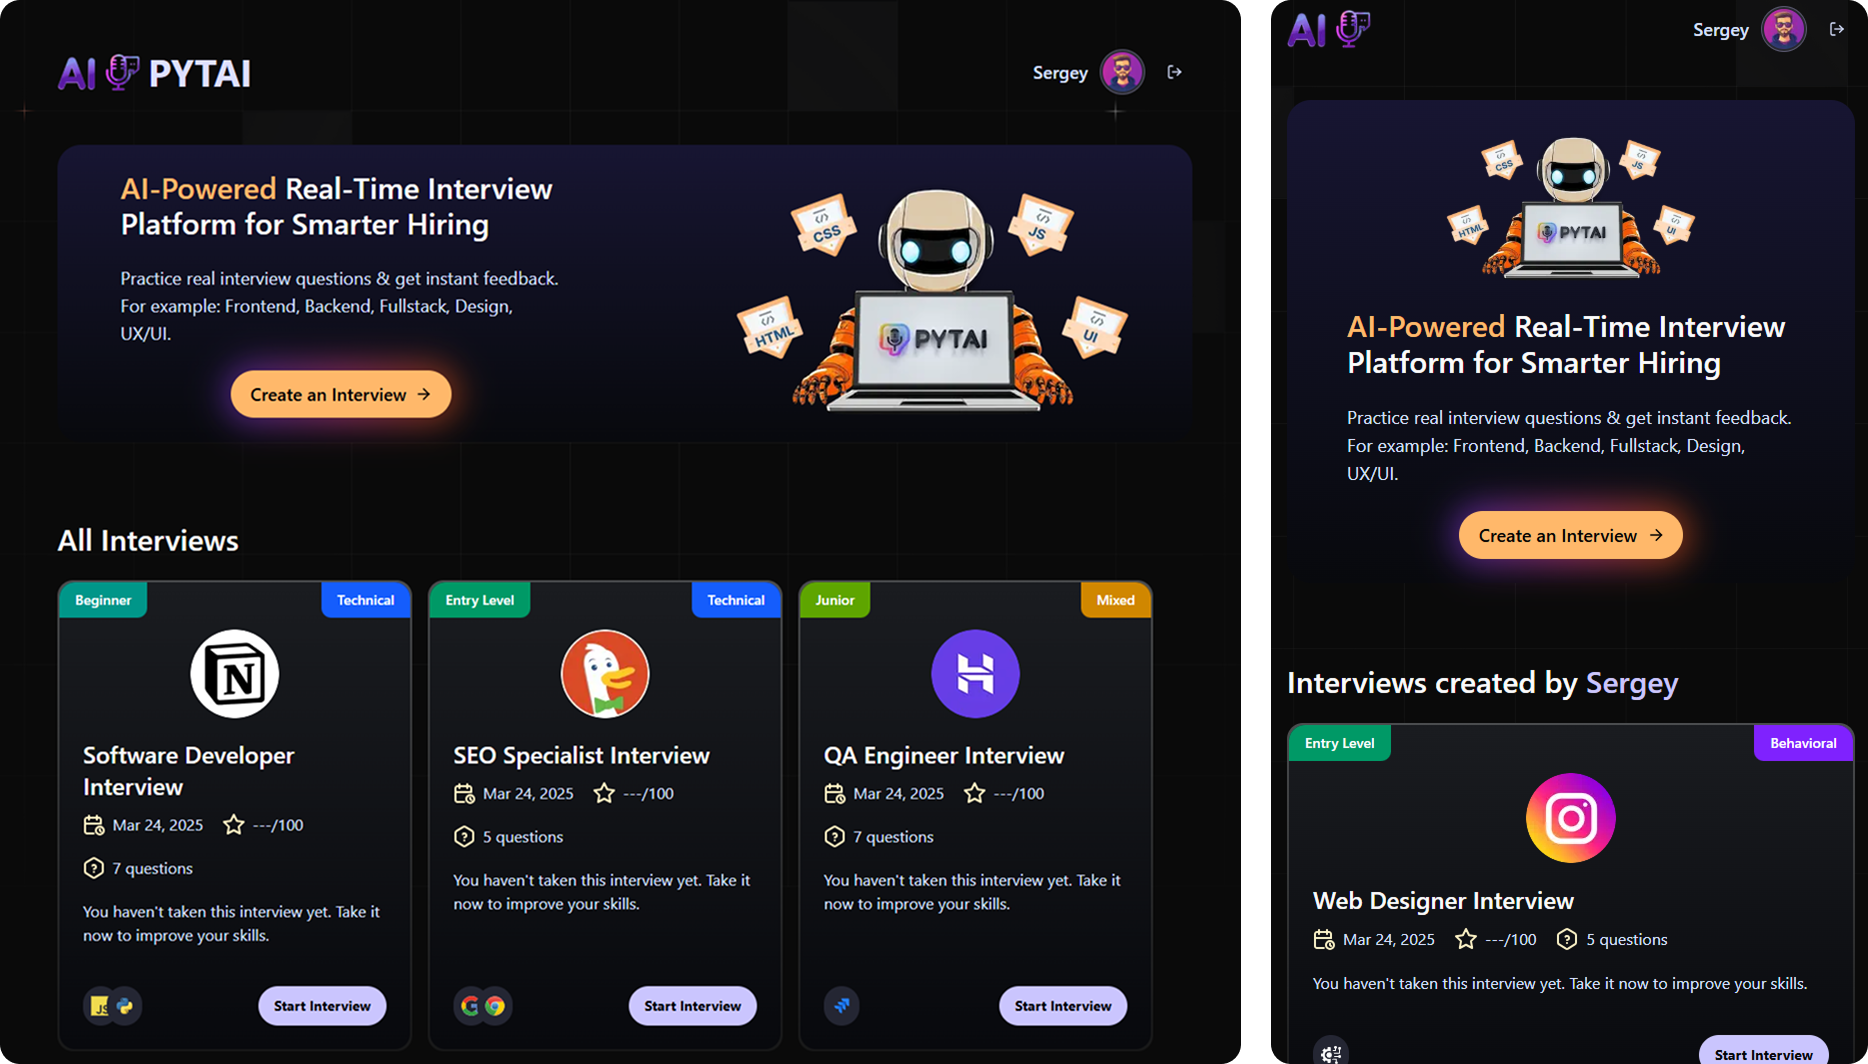 AI PYTAI
Sergey
AI-Powered Real-Time Interview
Platform for Smarter Hiring
Practice real interview questions & get instant feedback.
For example: Frontend, Backend, Fullstack, Design,
UX/UI.
Create an Interview
CSS
JS
HTML
UI
PYTAI
All Interviews
Beginner
Technical
N
Software Developer
Interview
Mar 24, 2025
---/100
7 questions
You haven't taken this interview yet. Take it
now to improve your skills.
JS
Start Interview
Entry Level
Technical
SEO Specialist Interview
Mar 24, 2025
---/100
5 questions
You haven't taken this interview yet. Take it
now to improve your skills.
G
Start Interview
Junior
Mixed
H
QA Engineer Interview
Mar 24, 2025
---/100
7 questions
You haven't taken this interview yet. Take it
now to improve your skills.
Start Interview
AI
Sergey
CSS
JS
HTML
UI
PYTAI
AI-Powered Real-Time Interview
Platform for Smarter Hiring
Practice real interview questions & get instant feedback.
For example: Frontend, Backend, Fullstack, Design,
UX/UI.
Create an Interview
Interviews created by Sergey
Entry Level
Behavioral
Web Designer Interview
Mar 24, 2025
---/100
5 questions
You haven't taken this interview yet. Take it now to improve your skills.
Start Interview